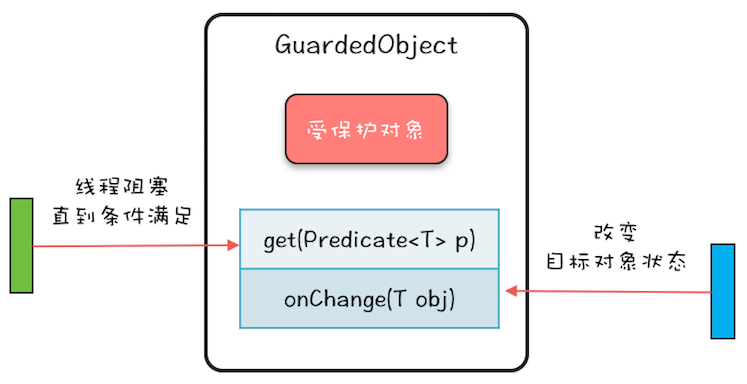 GuardedObject
受保护对象
线程阻塞
直到条件满足
get(Predicate<T> p)
改变
目标对象状态
onChange(T obj)